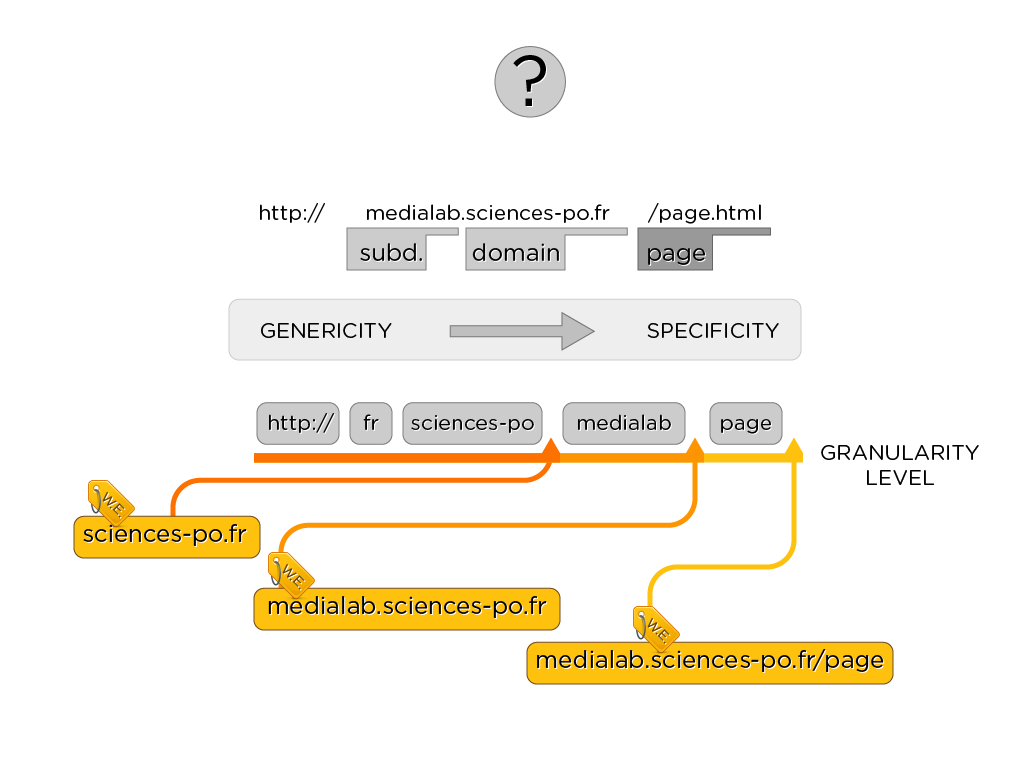 ?
http:// medialab.sciences-po.fr /page.html
subd. domain page
GENERICITY SPECIFICITY
http:// fr sciences-po medialab page
GRANULARITY
LEVEL
W.E.
sciences-po.fr
W.E.
medialab.sciences-po.fr
W.E.
medialab.sciences-po.fr/page